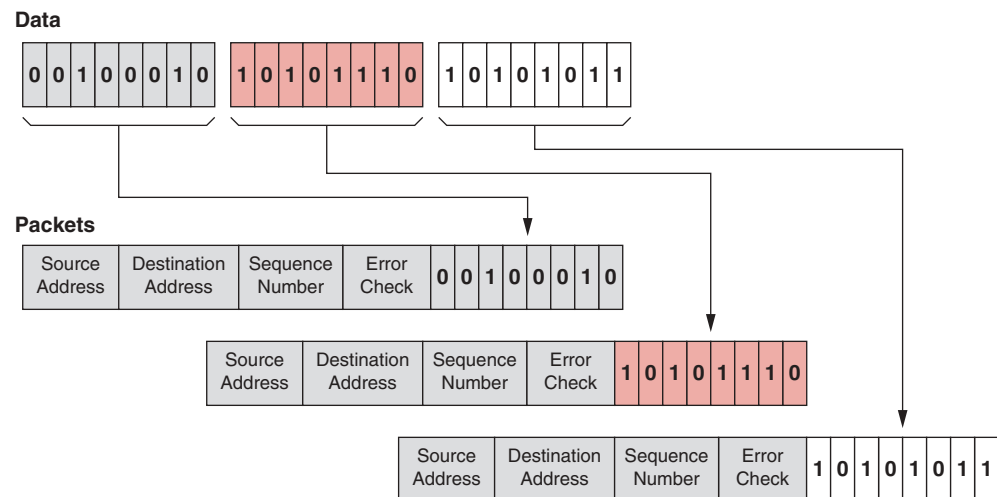 Data
0 0 1 0 0 0 1 0 1 0 1 0 1 1 1 0 1 0 1 0 1 0 1 1
Packets
Source Address Destination Address Sequence Number Error Check 0 0 1 0 0 0 1 0
Source Address Destination Address Sequence Number Error Check 1 0 1 0 1 1 1 0
Source Address Destination Address Sequence Number Error Check 1 0 1 0 1 0 1 1